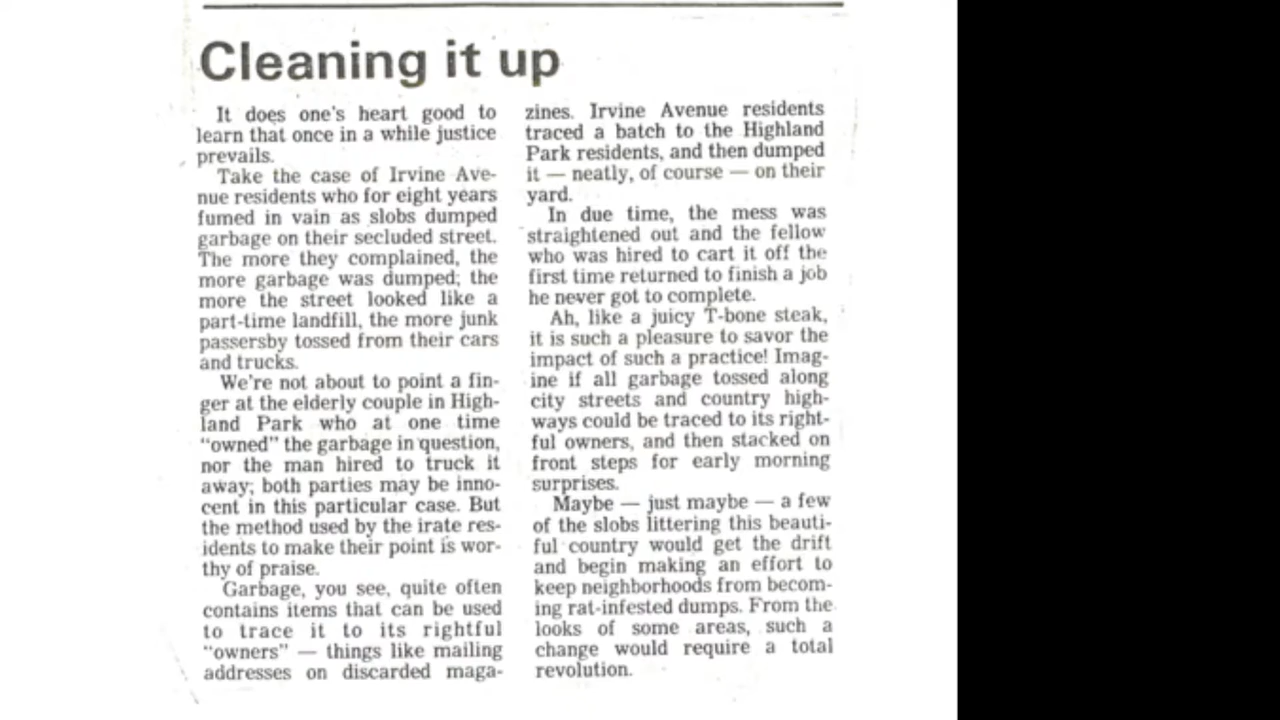 Cleaning it up
It does one's heart good to
learn that once in a while justice
prevails.
Take the case of Irvine Ave-
nue residents who for eight years
fumed in vain as slobs dumped
garbage on their secluded street.
The more they complained, the
more garbage was dumped; the
more the street looked like a
part-time landfill, the more junk
passersby tossed from their cars
and trucks.
We're not about to point a fin-
ger at the elderly couple in High-
land Park who at one time
"owned" the garbage in question,
nor the man hired to truck it
away; both parties may be inno-
cent in this particular case. But
the method used by the irate res-
idents to make their point is wor-
thy of praise.
Garbage, you see, quite often
contains items that can be used
to trace it to its rightful
"owners" — things like mailing
addresses on discarded maga-
zines. Irvine Avenue residents
traced a batch to the Highland
Park residents, and then dumped
it — neatly, of course — on their
yard.
In due time, the mess was
straightened out and the fellow
who was hired to cart it off the
first time returned to finish a job
he never got to complete.
Ah, like a juicy T-bone steak,
it is such a pleasure to savor the
impact of such a practice! Imag-
ine if all garbage tossed along
city streets and country high-
ways could be traced to its right-
ful owners, and then stacked on
front steps for early morning
surprises.
Maybe — just maybe — a few
of the slobs littering this beauti-
ful country would get the drift
and begin making an effort to
keep neighborhoods from becom-
ing rat-infested dumps. From the
looks of some areas, such a
change would require a total
revolution.